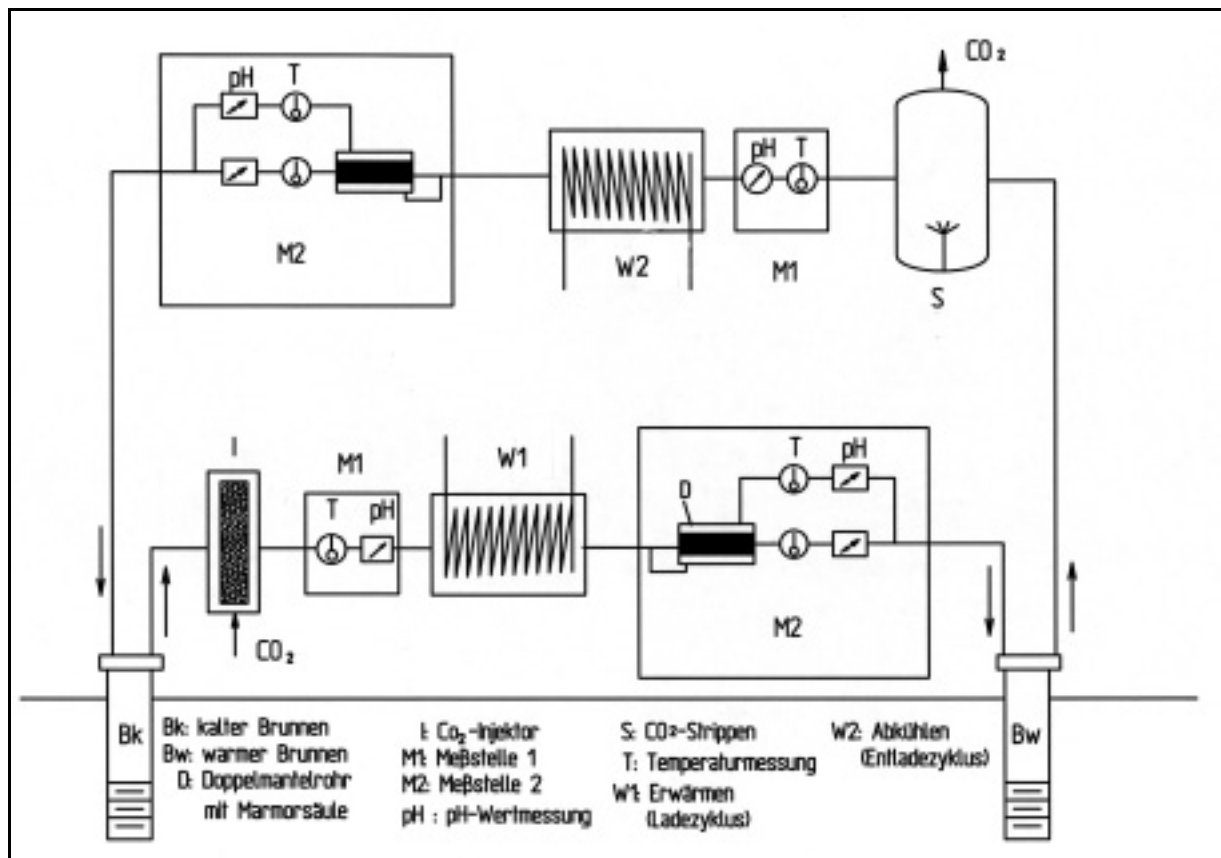 CO₂
pH T
pH T
M2
W2
M1
S
I
M1
W1
T pH
D
T pH
CO₂
M2
Bk
Bw
Bk: kalter Brunnen
Bw: warmer Brunnen
D: Doppelmantelrohr
mit Marmorsäule
I: Co₂-Injektor
M1: Meßstelle 1
M2: Meßstelle 2
pH : pH-Wertmessung
S: CO2-Strippen
T: Temperaturmessung
W1: Erwärmen
(Ladezyklus)
W2: Abkühlen
(Entladezyklus)